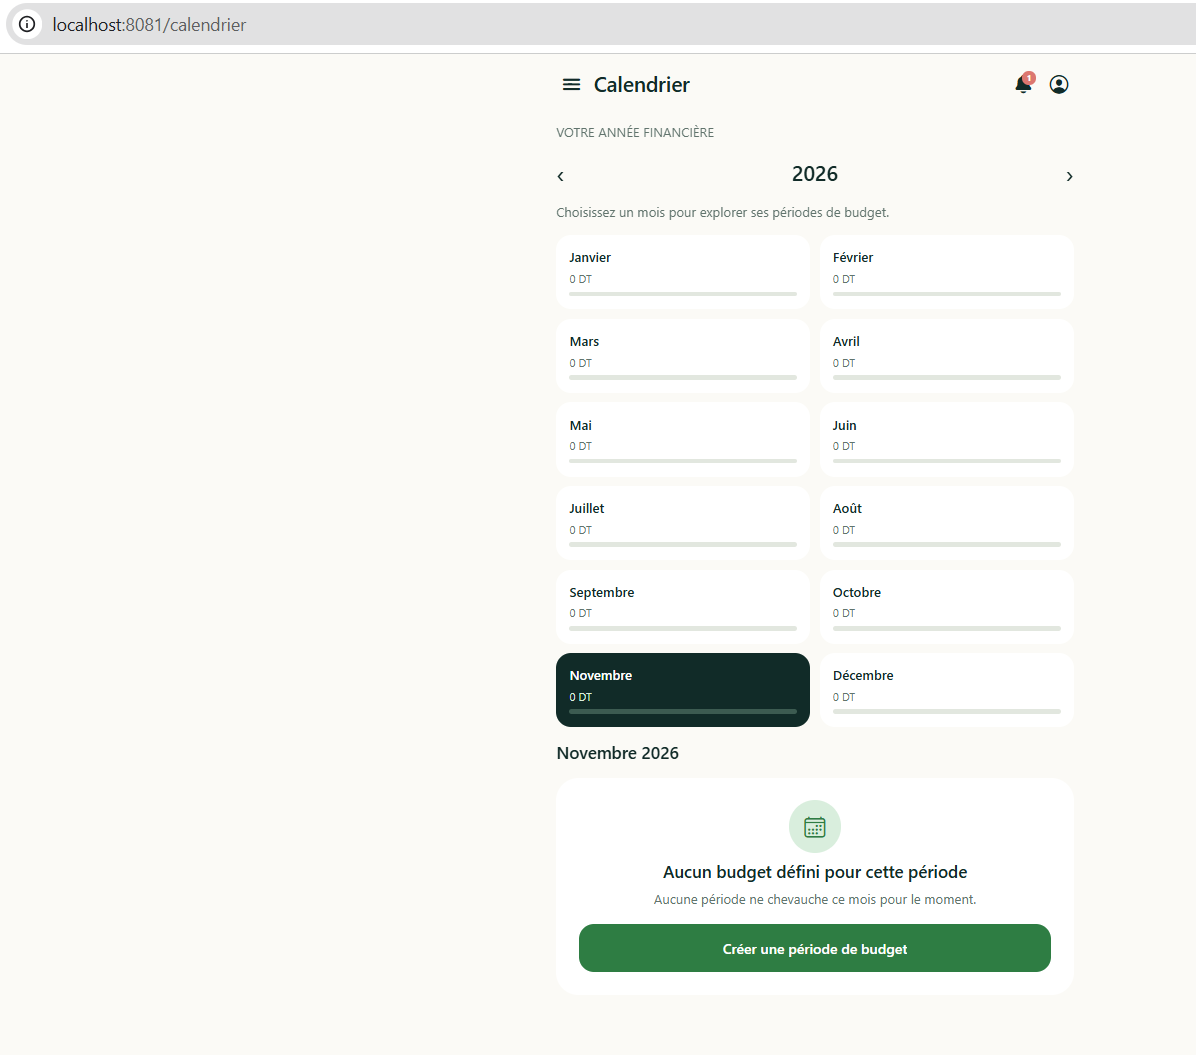 localhost:8081/calendrier
Calendrier
1
VOTRE ANNÉE FINANCIÈRE
‹ 2026 ›
Choisissez un mois pour explorer ses périodes de budget.
Janvier
0 DT
Février
0 DT
Mars
0 DT
Avril
0 DT
Mai
0 DT
Juin
0 DT
Juillet
0 DT
Août
0 DT
Septembre
0 DT
Octobre
0 DT
Novembre
0 DT
Décembre
0 DT
Novembre 2026
Aucun budget défini pour cette période
Aucune période ne chevauche ce mois pour le moment.
Créer une période de budget